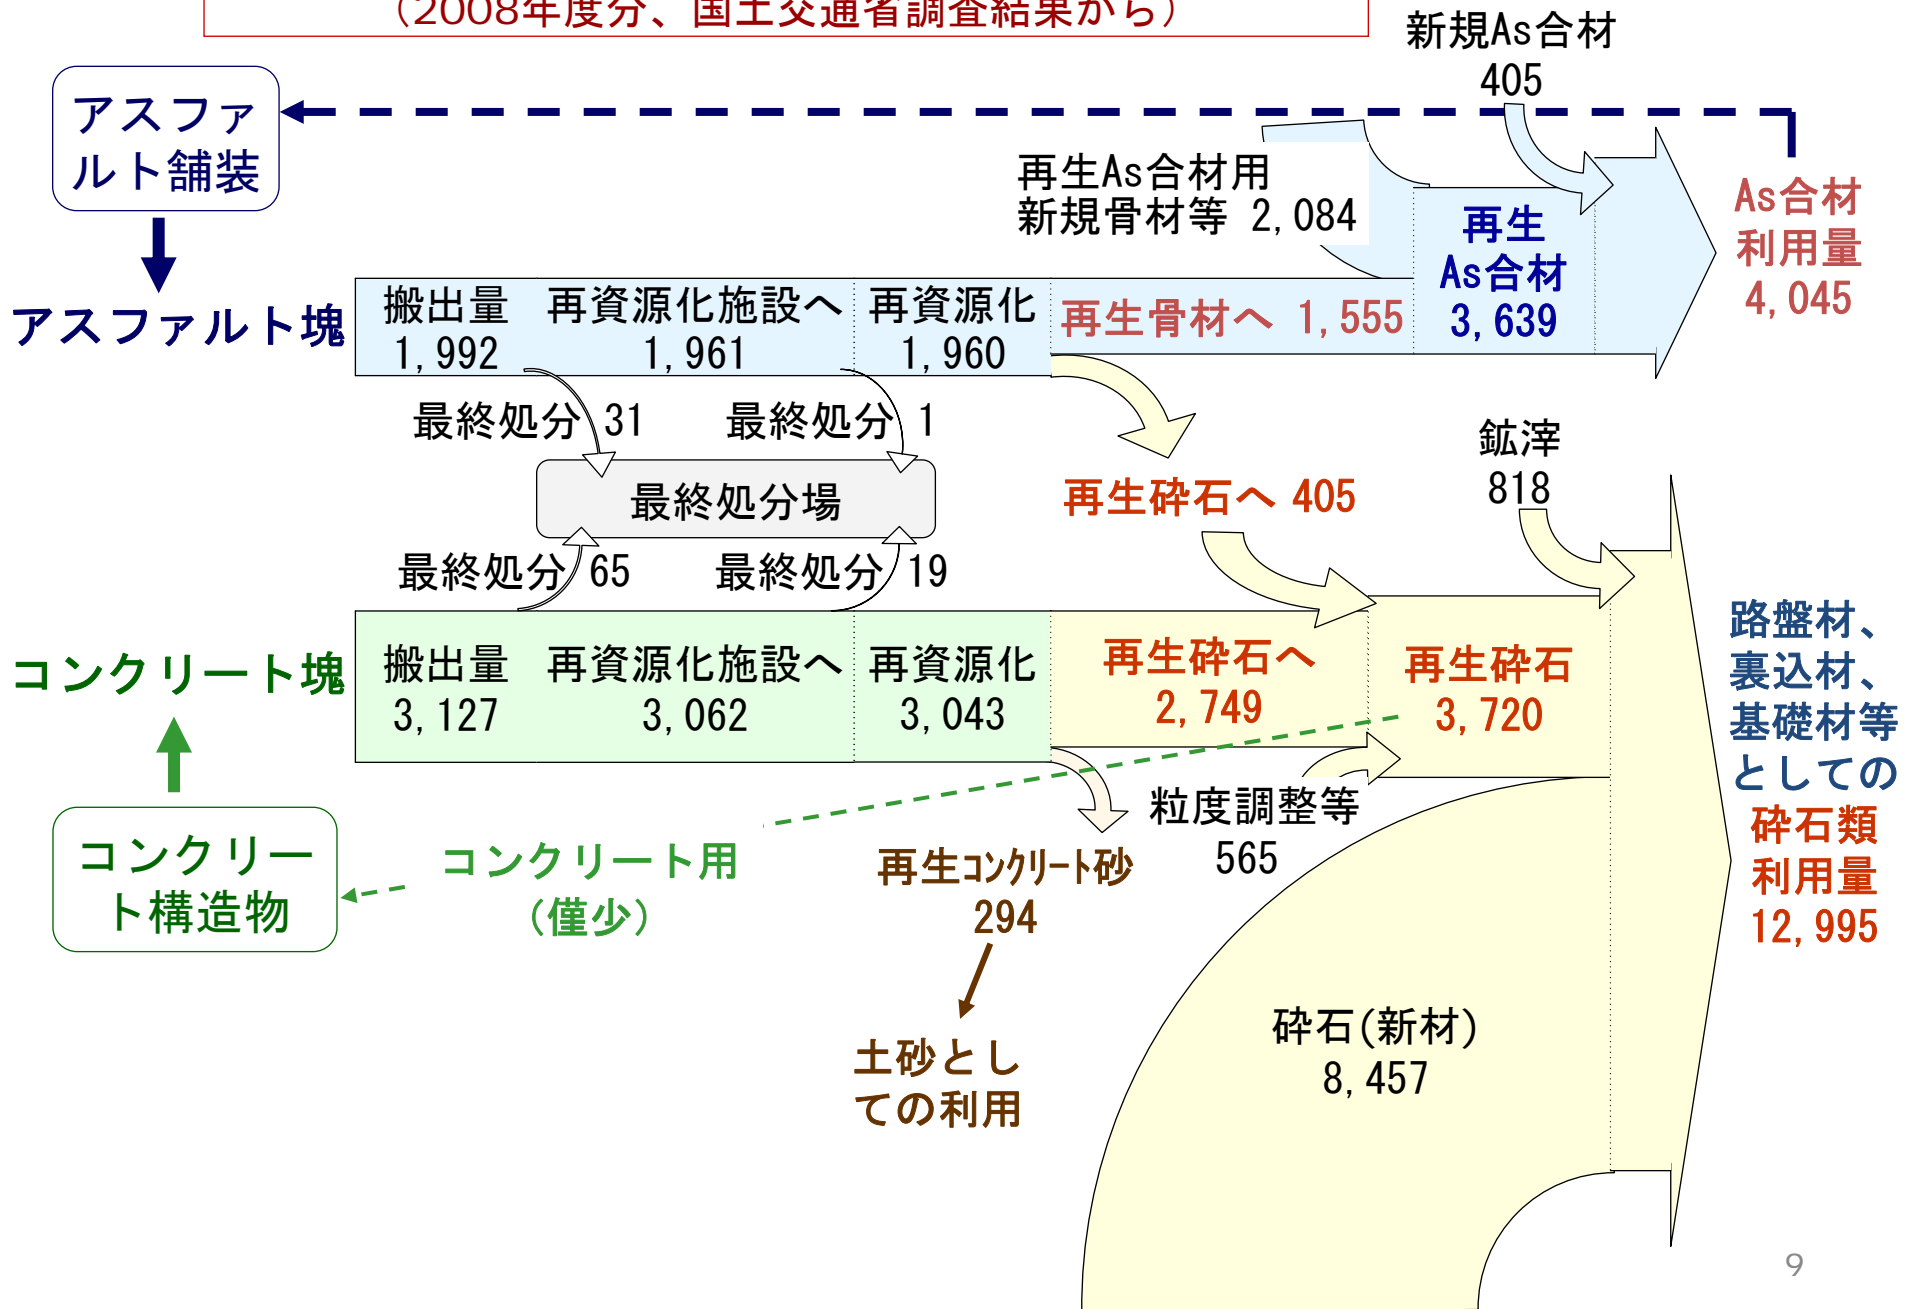 (2008年度分、国土交通省調査結果から)
新規As合材
405
アスファ
ルト舗装
再生As合材用
新規骨材等 2,084
再生
As合材
3,639
As合材
利用量
4,045
アスファルト塊
搬出量
1,992
再資源化施設へ
1,961
再資源化
1,960
再生骨材へ 1,555
最終処分 31
最終処分 1
最終処分場
再生砕石へ 405
鉱滓
818
最終処分 65
最終処分 19
コンクリート塊
搬出量
3,127
再資源化施設へ
3,062
再資源化
3,043
再生砕石へ
2,749
再生砕石
3,720
路盤材、
裏込材、
基礎材等
としての
砕石類
利用量
12,995
コンクリー
ト構造物
コンクリート用
(僅少)
再生ｺﾝｸﾘｰﾄ砂
294
粒度調整等
565
土砂とし
ての利用
砕石(新材)
8,457
9